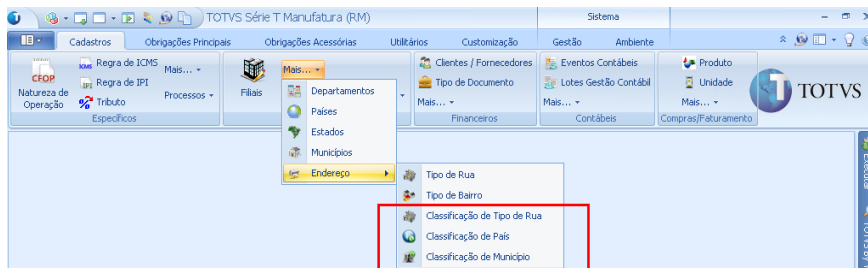 TOTVS Série T Manufatura (RM)
Sistema
Cadastros
Obrigações Principais
Obrigações Acessórias
Utilitários
Customização
Gestão
Ambiente
CFOP
Natureza de
Operação
Regra de ICMS
Regra de IPI
Tributo
Mais...
Processos
Específicos
Filiais
Mais...
Departamentos
Países
Estados
Municípios
Endereço
Tipo de Rua
Tipo de Bairro
Classificação de Tipo de Rua
Classificação de País
Classificação de Município
Clientes / Fornecedores
Tipo de Documento
Mais...
Financeiros
Eventos Contábeis
Lotes Gestão Contábil
Mais...
Contábeis
Produto
Unidade
Mais...
Compras/Faturamento
TOTVS
Executar